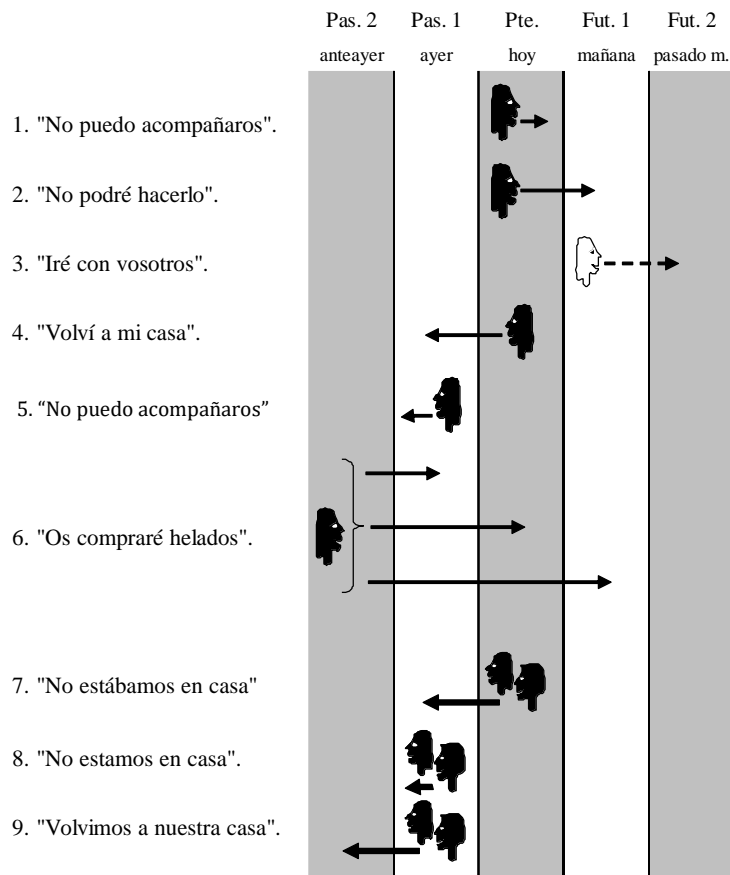 Pas. 2 Pas. 1 Pte. Fut. 1 Fut. 2
anteayer ayer hoy mañana pasado m.
1. "No puedo acompañaros".
2. "No podré hacerlo".
3. "Iré con vosotros".
4. "Volví a mi casa".
5. “No puedo acompañaros”
6. "Os compraré helados".
7. "No estábamos en casa"
8. "No estamos en casa".
9. "Volvimos a nuestra casa".